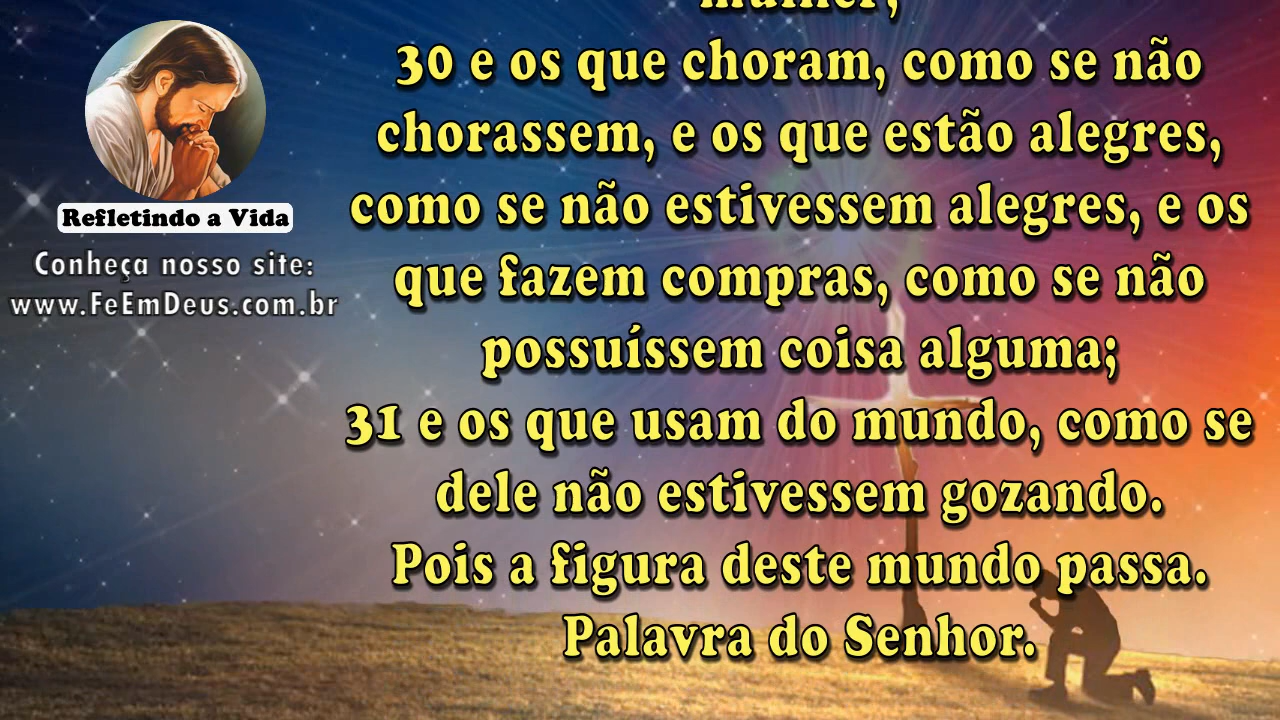 mulher;
30 e os que choram, como se não
chorassem, e os que estão alegres,
como se não estivessem alegres, e os
que fazem compras, como se não
possuíssem coisa alguma;
31 e os que usam do mundo, como se
dele não estivessem gozando.
Pois a figura deste mundo passa.
Palavra do Senhor.
Refletindo a Vida
Conheça nosso site:
www.FeEmDeus.com.br